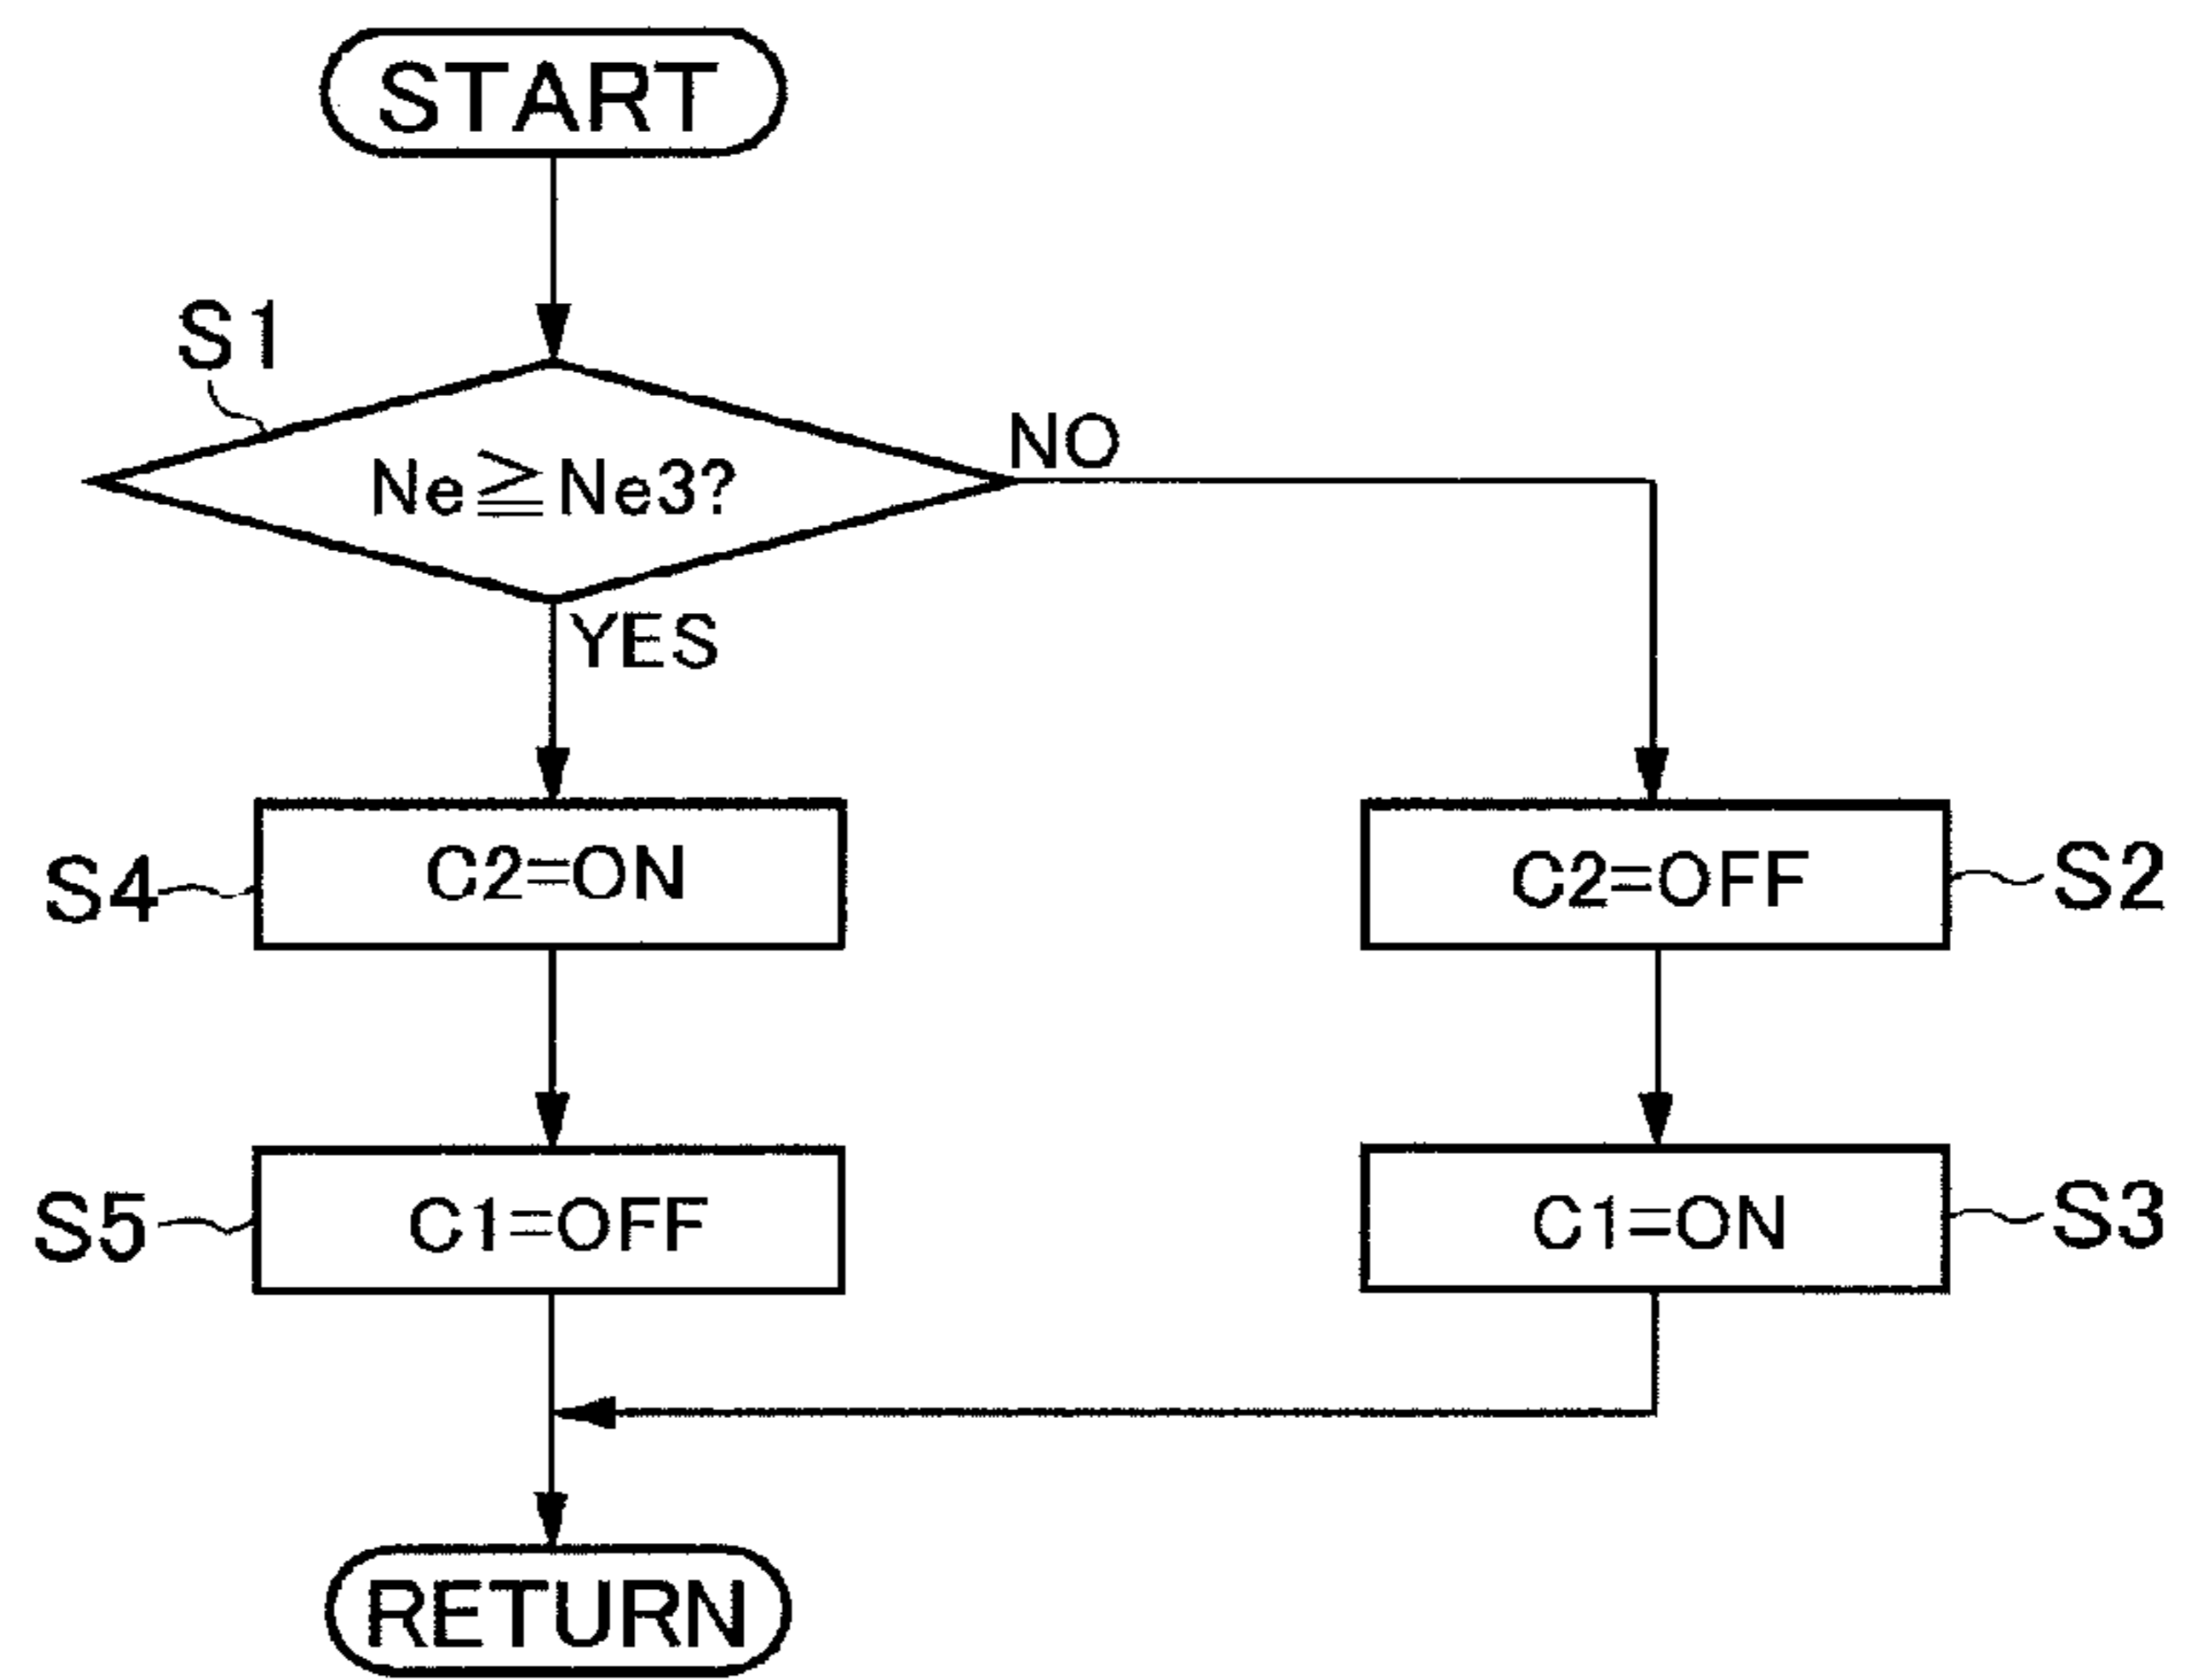 START
S1
Ne≧Ne3?
NO
YES
S4
C2=ON
C2=OFF
S2
S5
C1=OFF
C1=ON
S3
RETURN